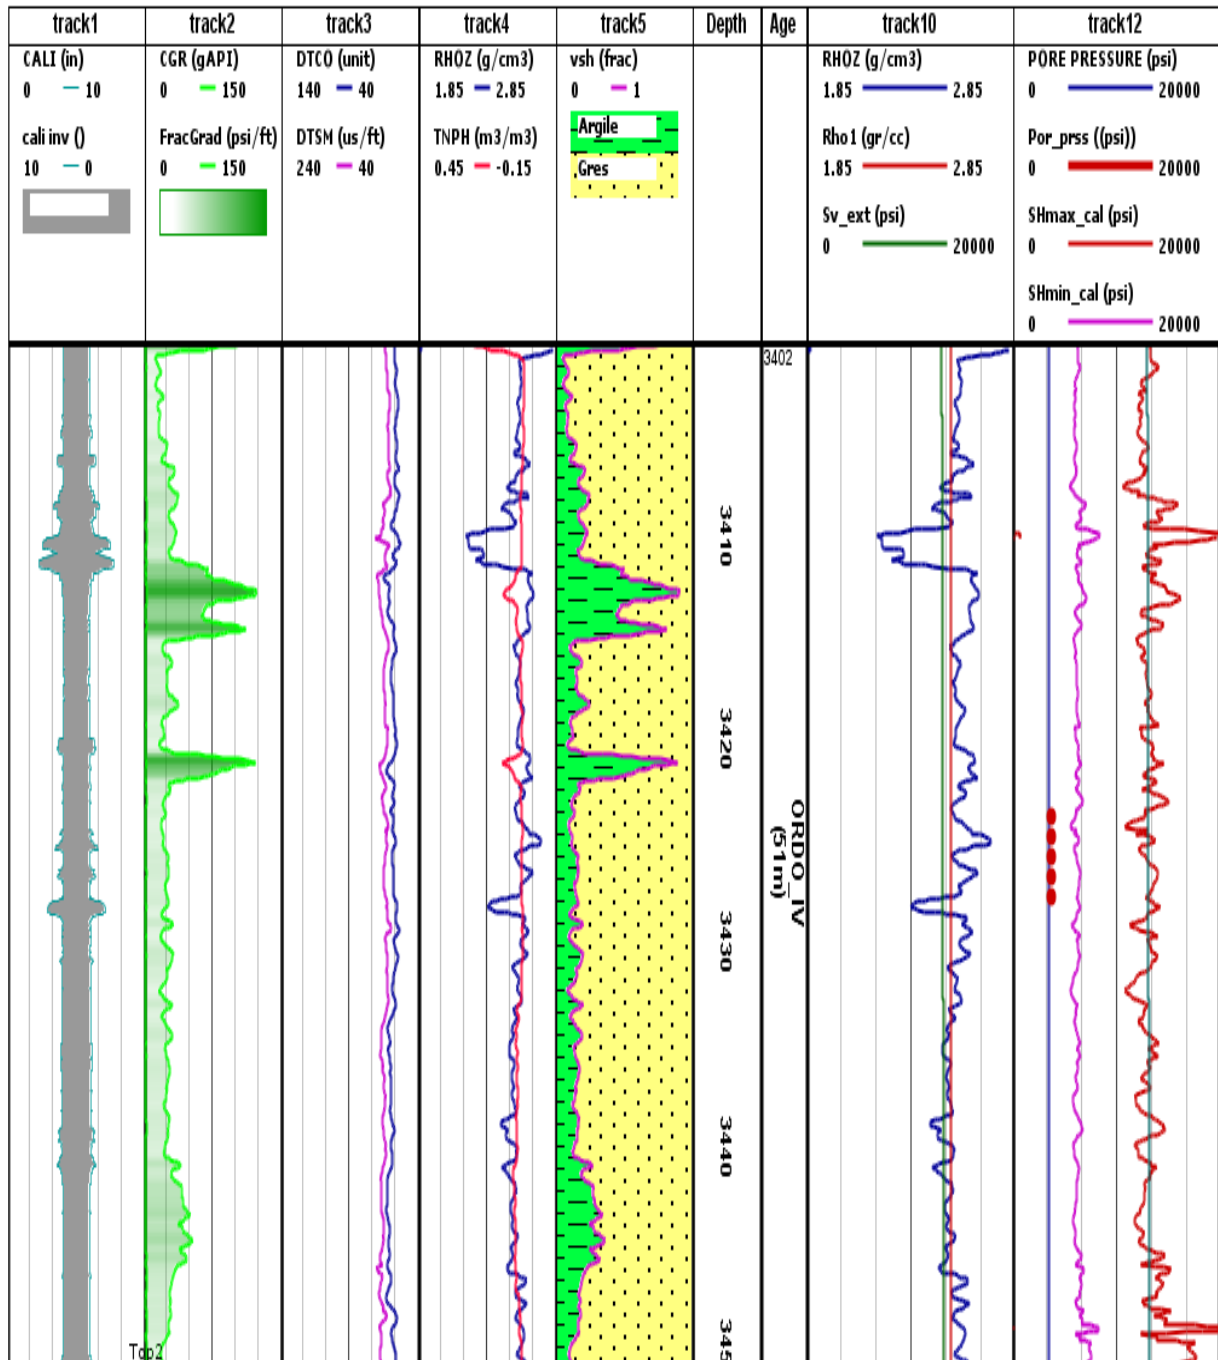 track1 track2 track3 track4 track5 Depth Age track10 track12
CALI (in) CGR (gAPI) DTCO (unit) RHOZ (g/cm3) vsh (frac) RHOZ (g/cm3) PORE PRESSURE (psi)
0 10 0 150 140 40 1.85 2.85 0 1 1.85 2.85 0 20000
cali inv () FracGrad (psi/ft) DTSM (us/ft) TNPH (m3/m3) Argile Rho1 (gr/cc) Por_prss ((psi))
10 0 0 150 240 40 0.45 -0.15 Gres 1.85 2.85 0 20000
Sv_ext (psi) SHmax_cal (psi)
0 20000 0 20000
SHmin_cal (psi)
0 20000
3402
3410
3420
ORDO_IV
(51m)
3430
3440
345
Top2